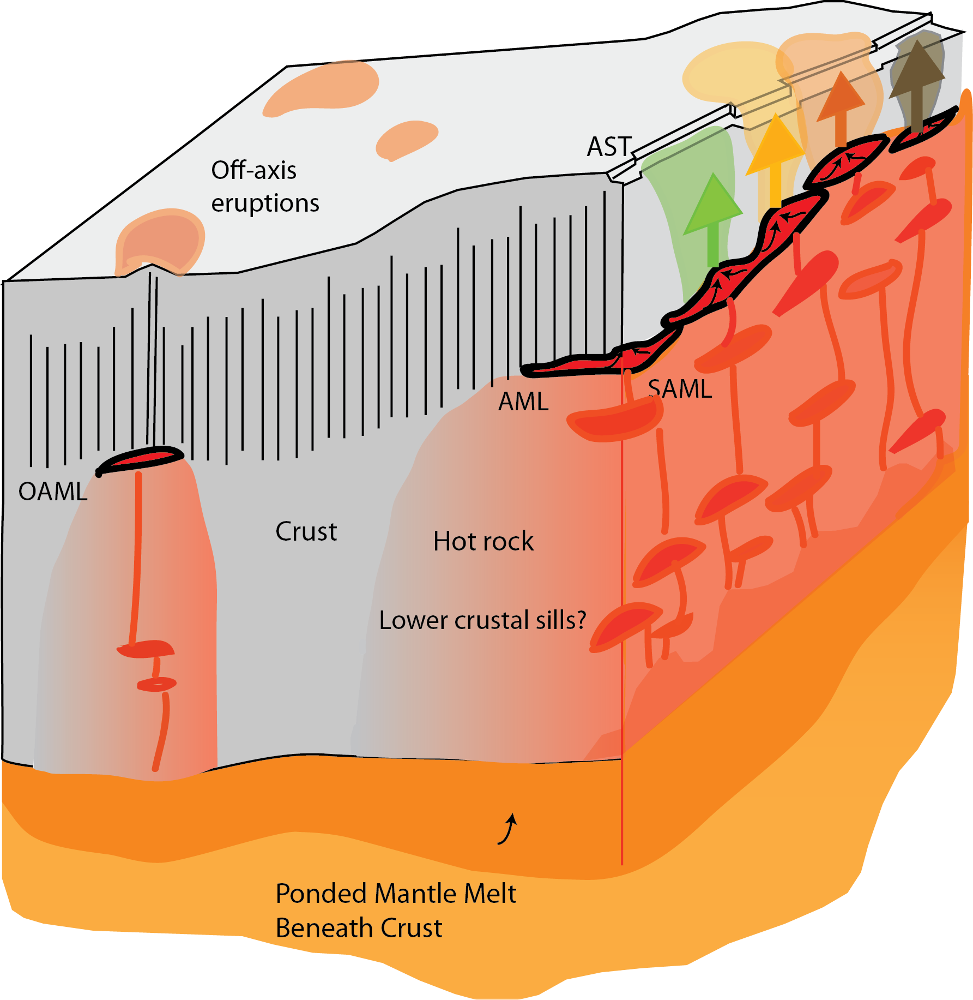 AST
Off-axis
eruptions
SAML
AML
OAML
Crust
Hot rock
Lower crustal sills?
Ponded Mantle Melt
Beneath Crust